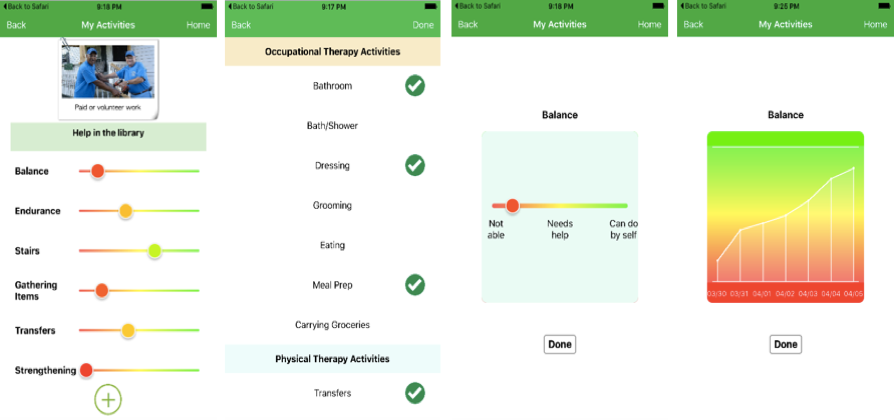 Back to Safari 9:18 PM
Back My Activities Home
Paid or volunteer work
Help in the library
Balance
Endurance
Stairs
Gathering
Items
Transfers
Strengthening
Back to Safari 9:17 PM
Back Done
Occupational Therapy Activities
Bathroom
Bath/Shower
Dressing
Grooming
Eating
Meal Prep
Carrying Groceries
Physical Therapy Activities
Transfers
Back to Safari 9:18 PM
Back My Activities Home
Balance
Not able
Needs help
Can do by self
Done
Back to Safari 9:25 PM
Back My Activities Home
Balance
03/30 03/31 04/01 04/02 04/03 04/04 04/05
Done